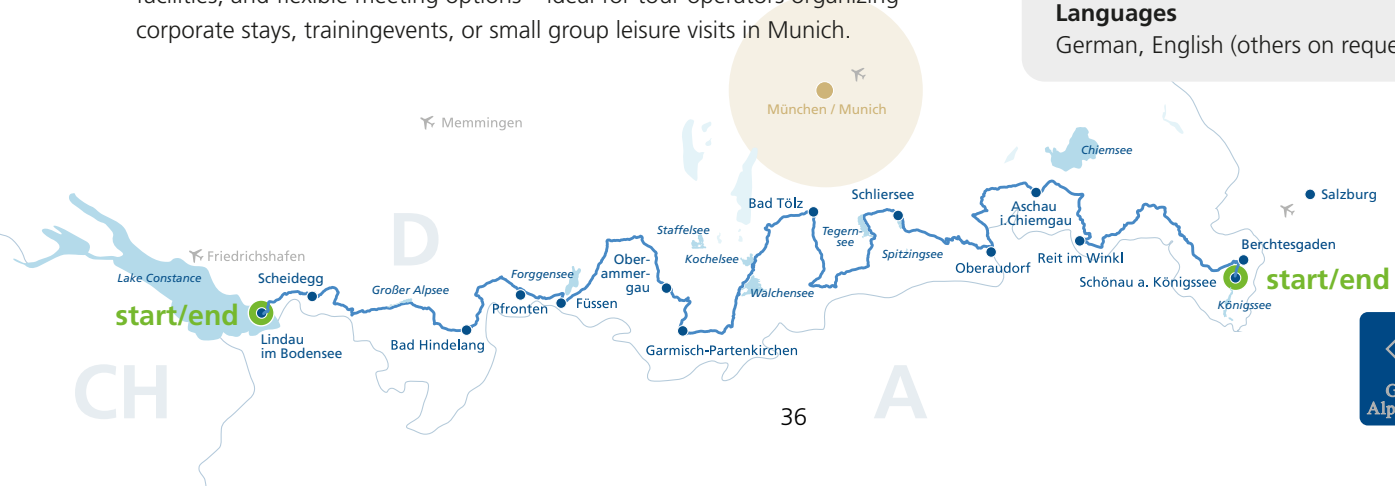 corporate stays, trainingevents, or small group leisure visits in Munich.
Languages
German, English (others on
München / Munich
Memmingen
Chiemsee
D
Friedrichshafen
Lake Constance
Scheidegg
Großer Alpsee
Forggensee
Staffelsee
Kochelsee
Bad Tölz
Schliersee
Tegern-
see
Spitzingsee
Aschau
i.Chiemgau
Salzburg
Ober-
ammer-
gau
Walchensee
Oberaudorf
Reit im Winkl
Berchtesgaden
Schönau a. Königssee
start/end
Königssee
start/end
Lindau
im Bodensee
Bad Hindelang
Pfronten
Füssen
Garmisch-Partenkirchen
CH
A
36